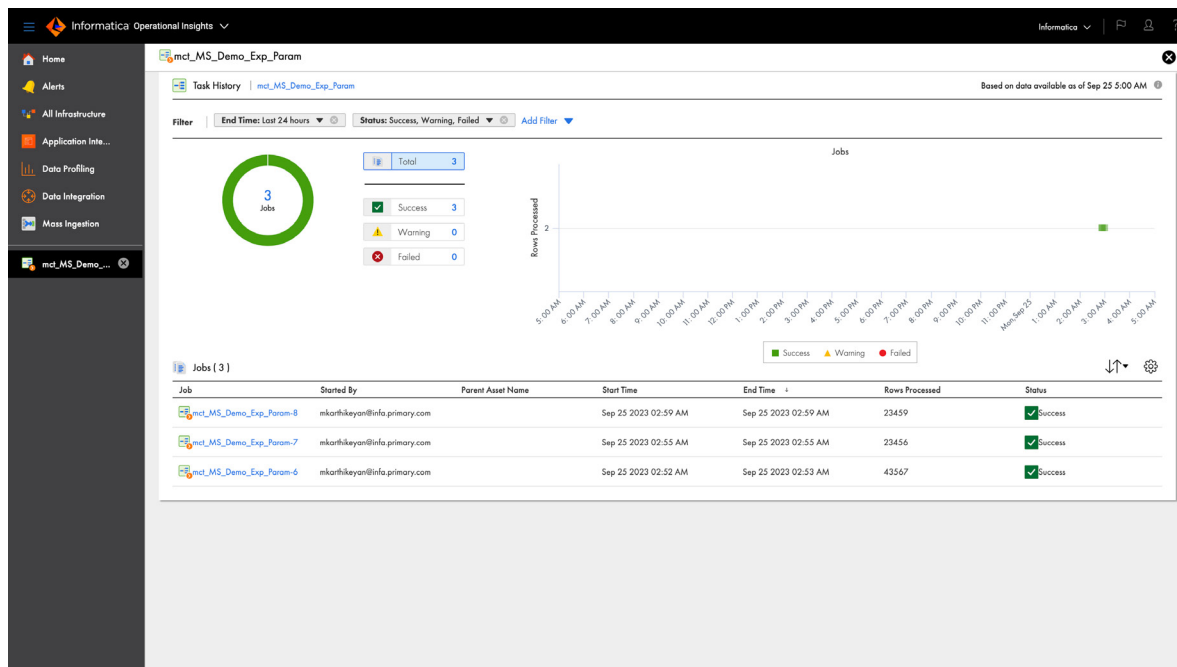 Informatica Operational Insights
Informatica
Home
Alerts
All Infrastructure
Application Inte...
Data Profiling
Data Integration
Mass Ingestion
mct_MS_Demo_...
mct_MS_Demo_Exp_Param
Task History mct_MS_Demo_Exp_Param
Based on data available as of Sep 25 5:00 AM
Filter End Time: Last 24 hours Status: Success, Warning, Failed Add Filter
3
Jobs
Total 3
Success 3
Warning 0
Failed 0
Jobs
Rows Processed
2
5:00 AM 6:00 AM 7:00 AM 8:00 AM 9:00 AM 10:00 AM 11:00 AM 12:00 PM 1:00 PM 2:00 PM 3:00 PM 4:00 PM 5:00 PM 6:00 PM 7:00 PM 8:00 PM 9:00 PM 10:00 PM 11:00 PM Mon, Sep 25 1:00 AM 2:00 AM 3:00 AM 4:00 AM 5:00 AM
Success Warning Failed
Jobs ( 3 )
Job Started By Parent Asset Name Start Time End Time Rows Processed Status
mct_MS_Demo_Exp_Param-8 mkarthikeyan@infa.primary.com Sep 25 2023 02:59 AM Sep 25 2023 02:59 AM 23459 Success
mct_MS_Demo_Exp_Param-7 mkarthikeyan@infa.primary.com Sep 25 2023 02:55 AM Sep 25 2023 02:55 AM 23456 Success
mct_MS_Demo_Exp_Param-6 mkarthikeyan@infa.primary.com Sep 25 2023 02:52 AM Sep 25 2023 02:53 AM 43567 Success